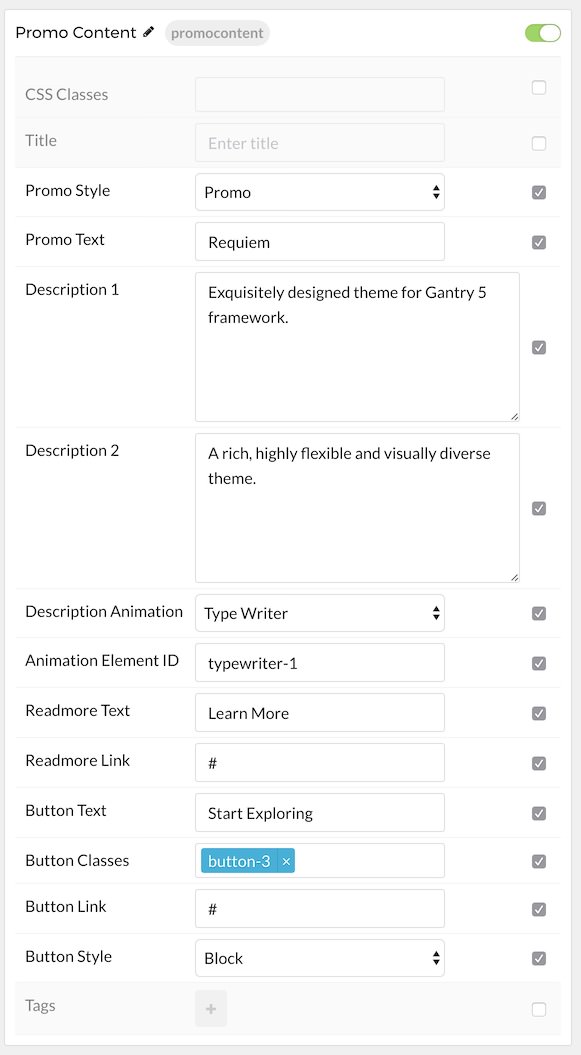 Promo Content promocontent
CSS Classes
Title Enter title
Promo Style Promo
Promo Text Requiem
Description 1 Exquisitely designed theme for Gantry 5
framework.
Description 2 A rich, highly flexible and visually diverse
theme.
Description Animation Type Writer
Animation Element ID typewriter-1
Readmore Text Learn More
Readmore Link #
Button Text Start Exploring
Button Classes button-3 ×
Button Link #
Button Style Block
Tags +